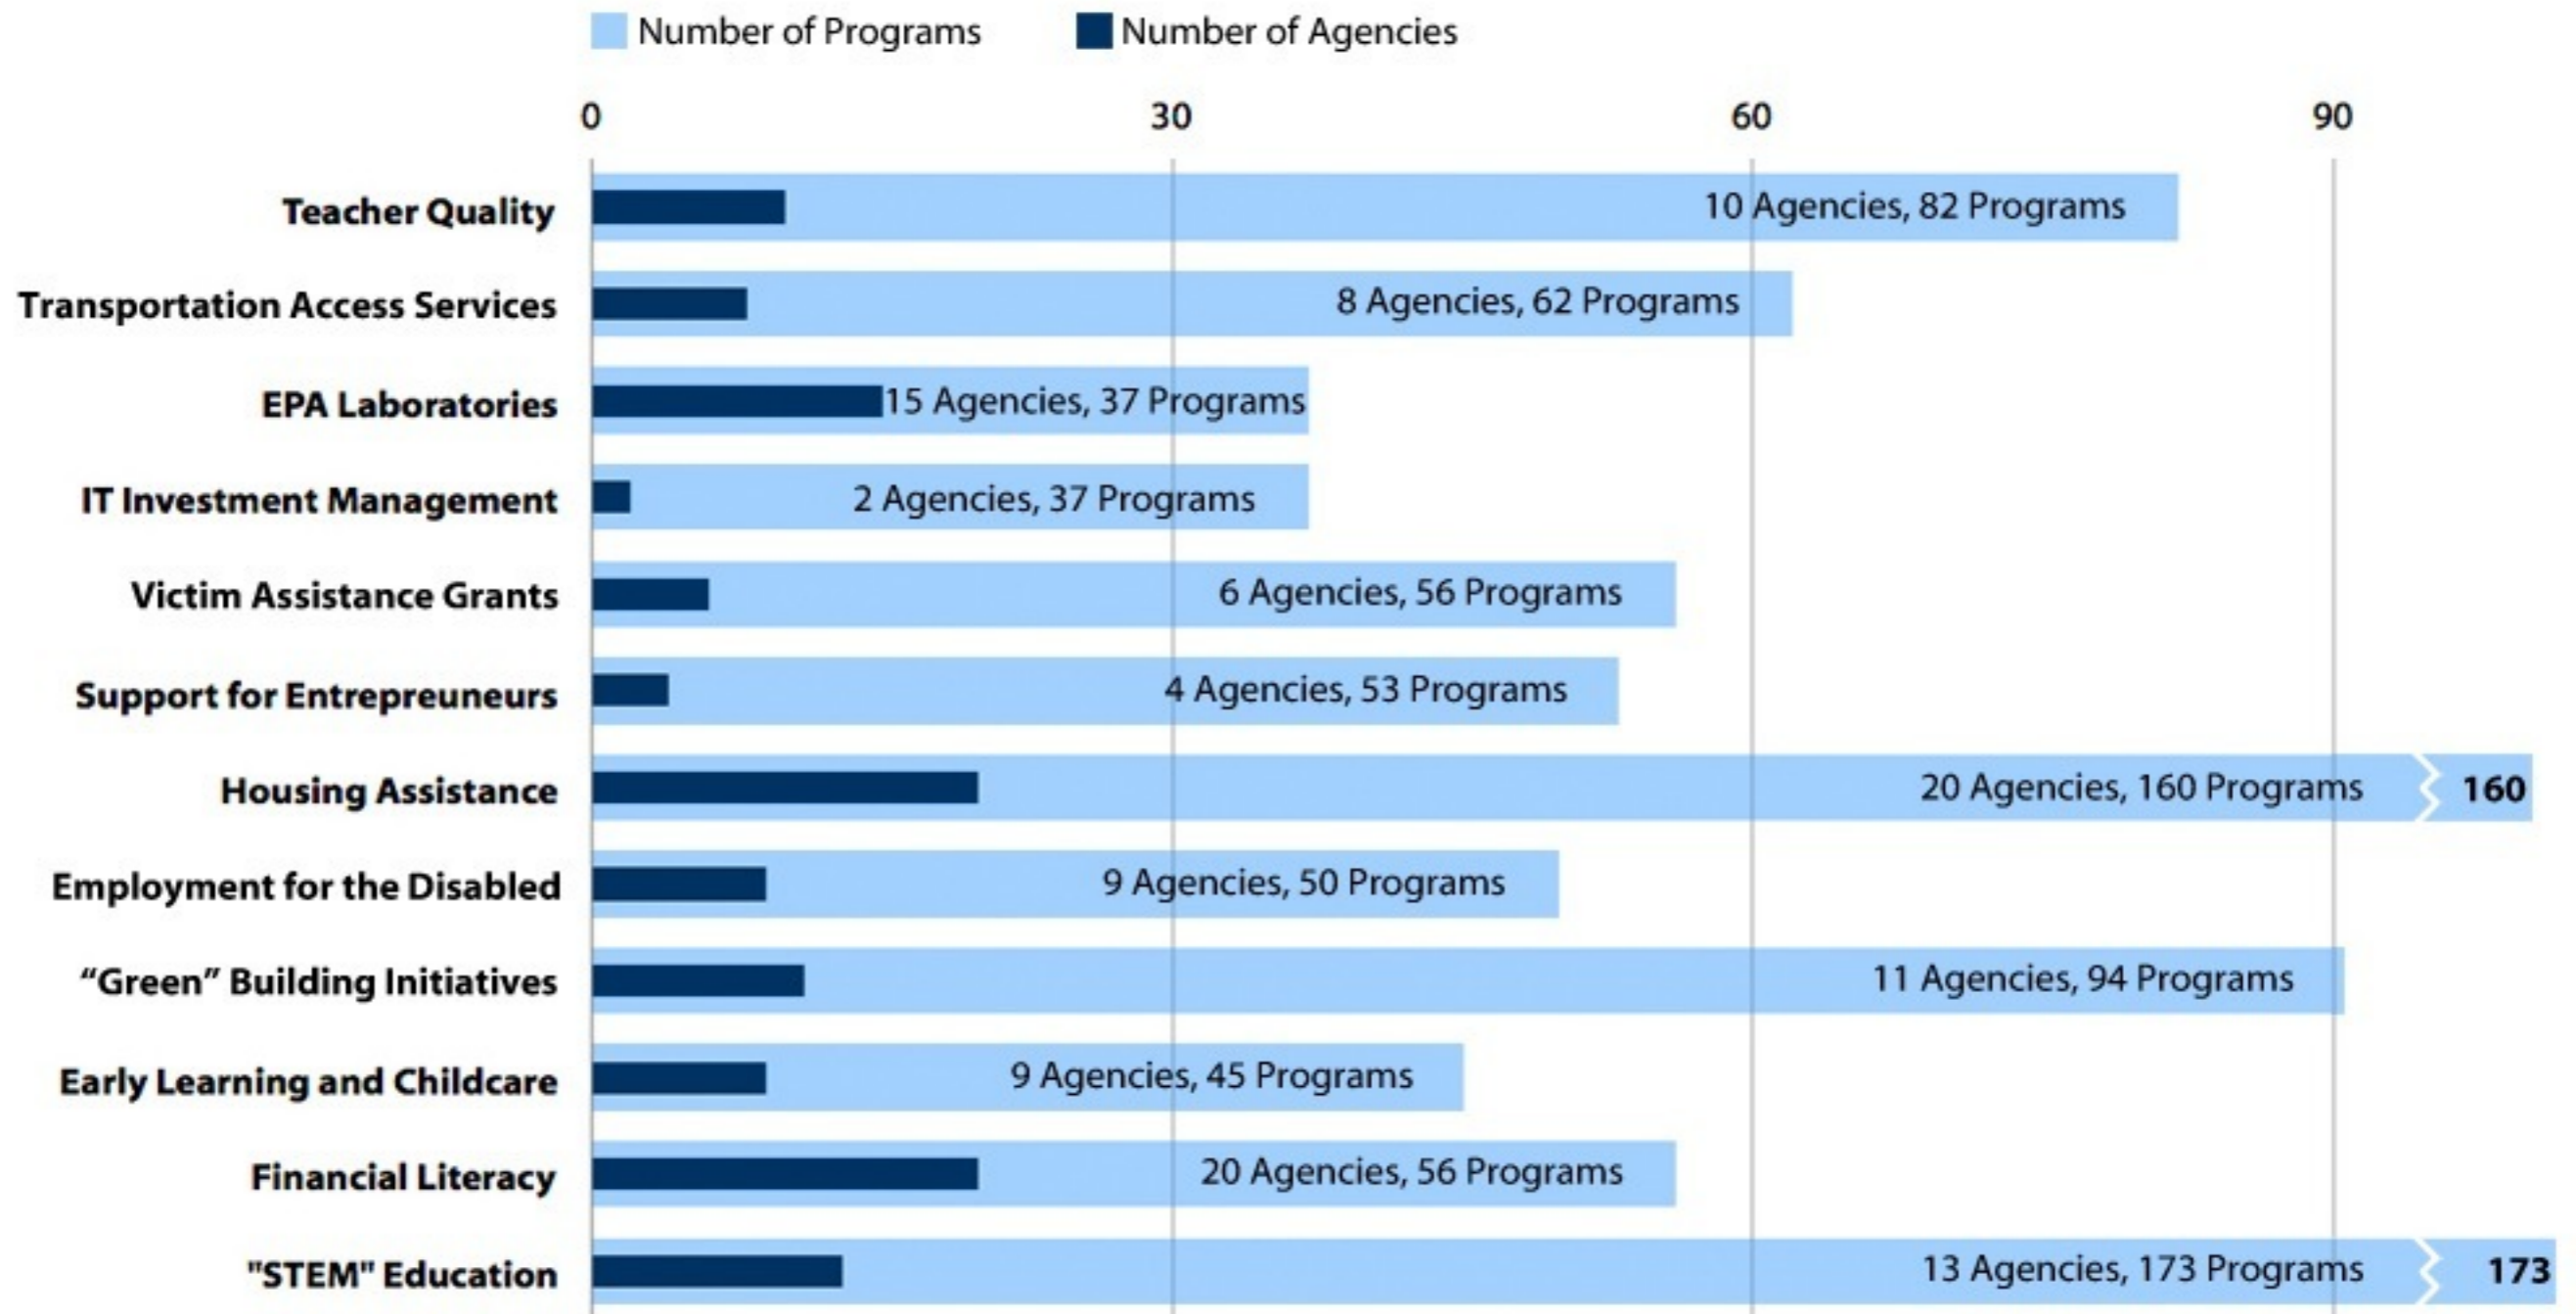 Number of Programs Number of Agencies
0 30 60 90
Teacher Quality 10 Agencies, 82 Programs
Transportation Access Services 8 Agencies, 62 Programs
EPA Laboratories 15 Agencies, 37 Programs
IT Investment Management 2 Agencies, 37 Programs
Victim Assistance Grants 6 Agencies, 56 Programs
Support for Entrepreuneurs 4 Agencies, 53 Programs
Housing Assistance 20 Agencies, 160 Programs 160
Employment for the Disabled 9 Agencies, 50 Programs
“Green” Building Initiatives 11 Agencies, 94 Programs
Early Learning and Childcare 9 Agencies, 45 Programs
Financial Literacy 20 Agencies, 56 Programs
"STEM" Education 13 Agencies, 173 Programs 173